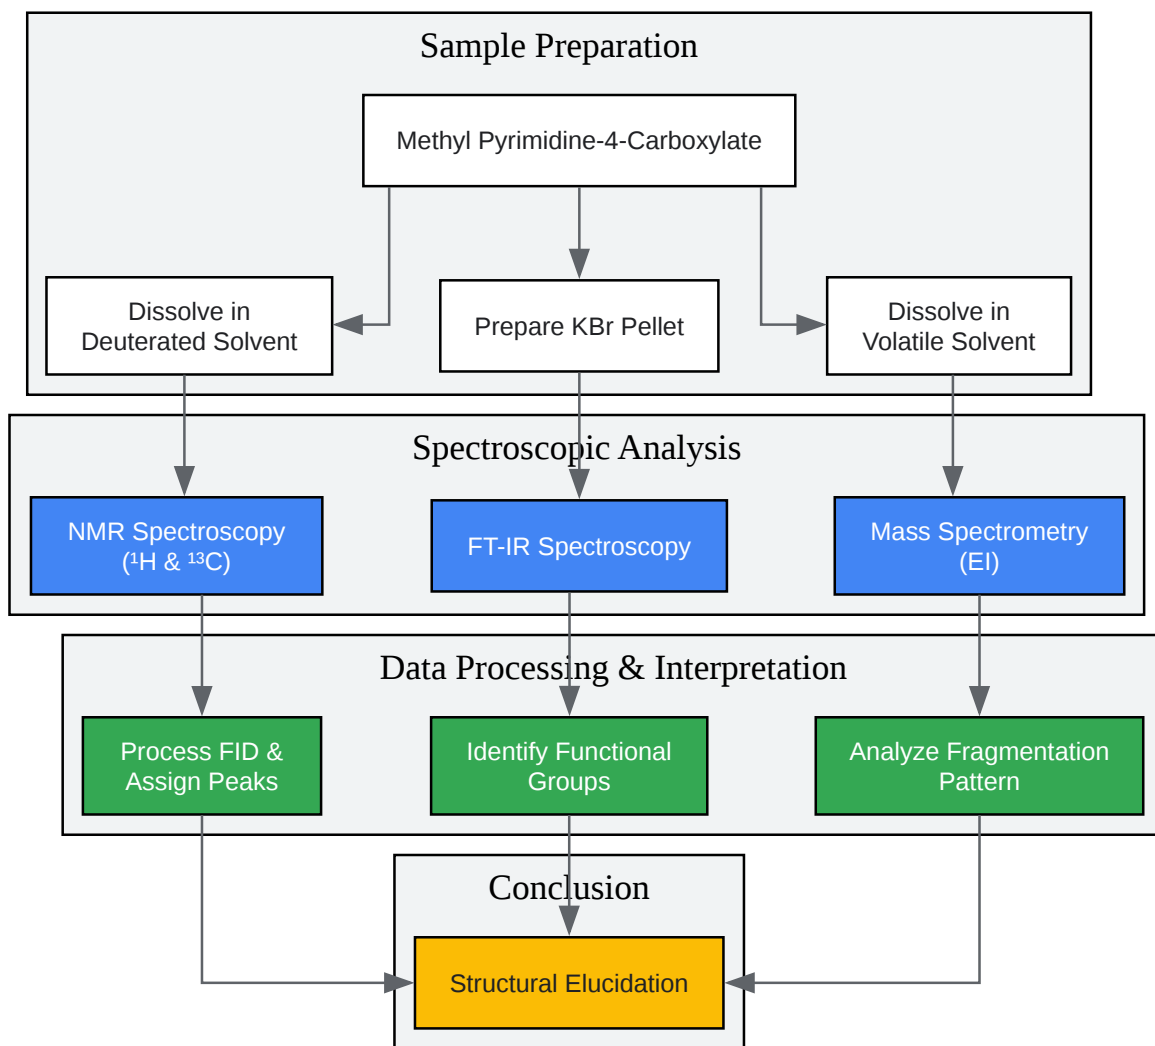 Sample Preparation
Methyl Pyrimidine-4-Carboxylate
Dissolve in
Deuterated Solvent
Prepare KBr Pellet
Dissolve in
Volatile Solvent
Spectroscopic Analysis
NMR Spectroscopy
(¹H & ¹³C)
FT-IR Spectroscopy
Mass Spectrometry
(EI)
Data Processing & Interpretation
Process FID &
Assign Peaks
Identify Functional
Groups
Analyze Fragmentation
Pattern
Conclusion
Structural Elucidation